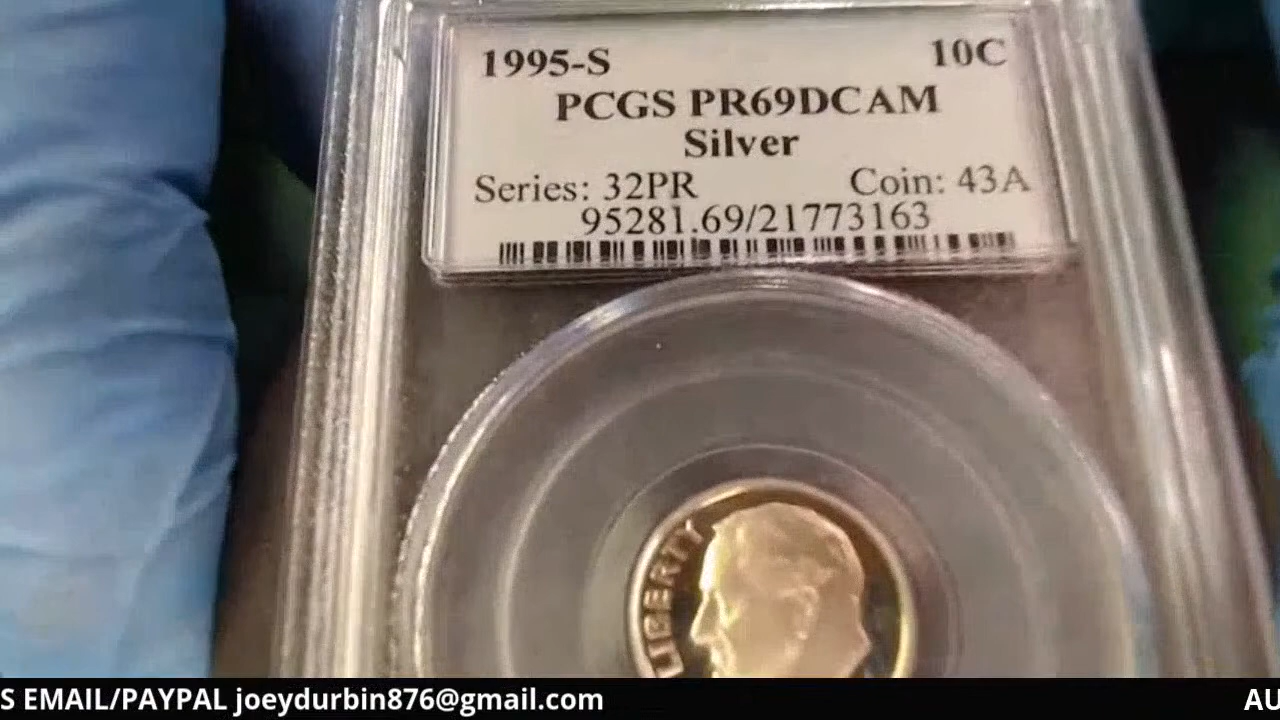 1995-S 10C
PCGS PR69DCAM
Silver
Series: 32PR Coin: 43A
95281.69/21773163
LIBERTY
S EMAIL/PAYPAL joeydurbin876@gmail.com AU